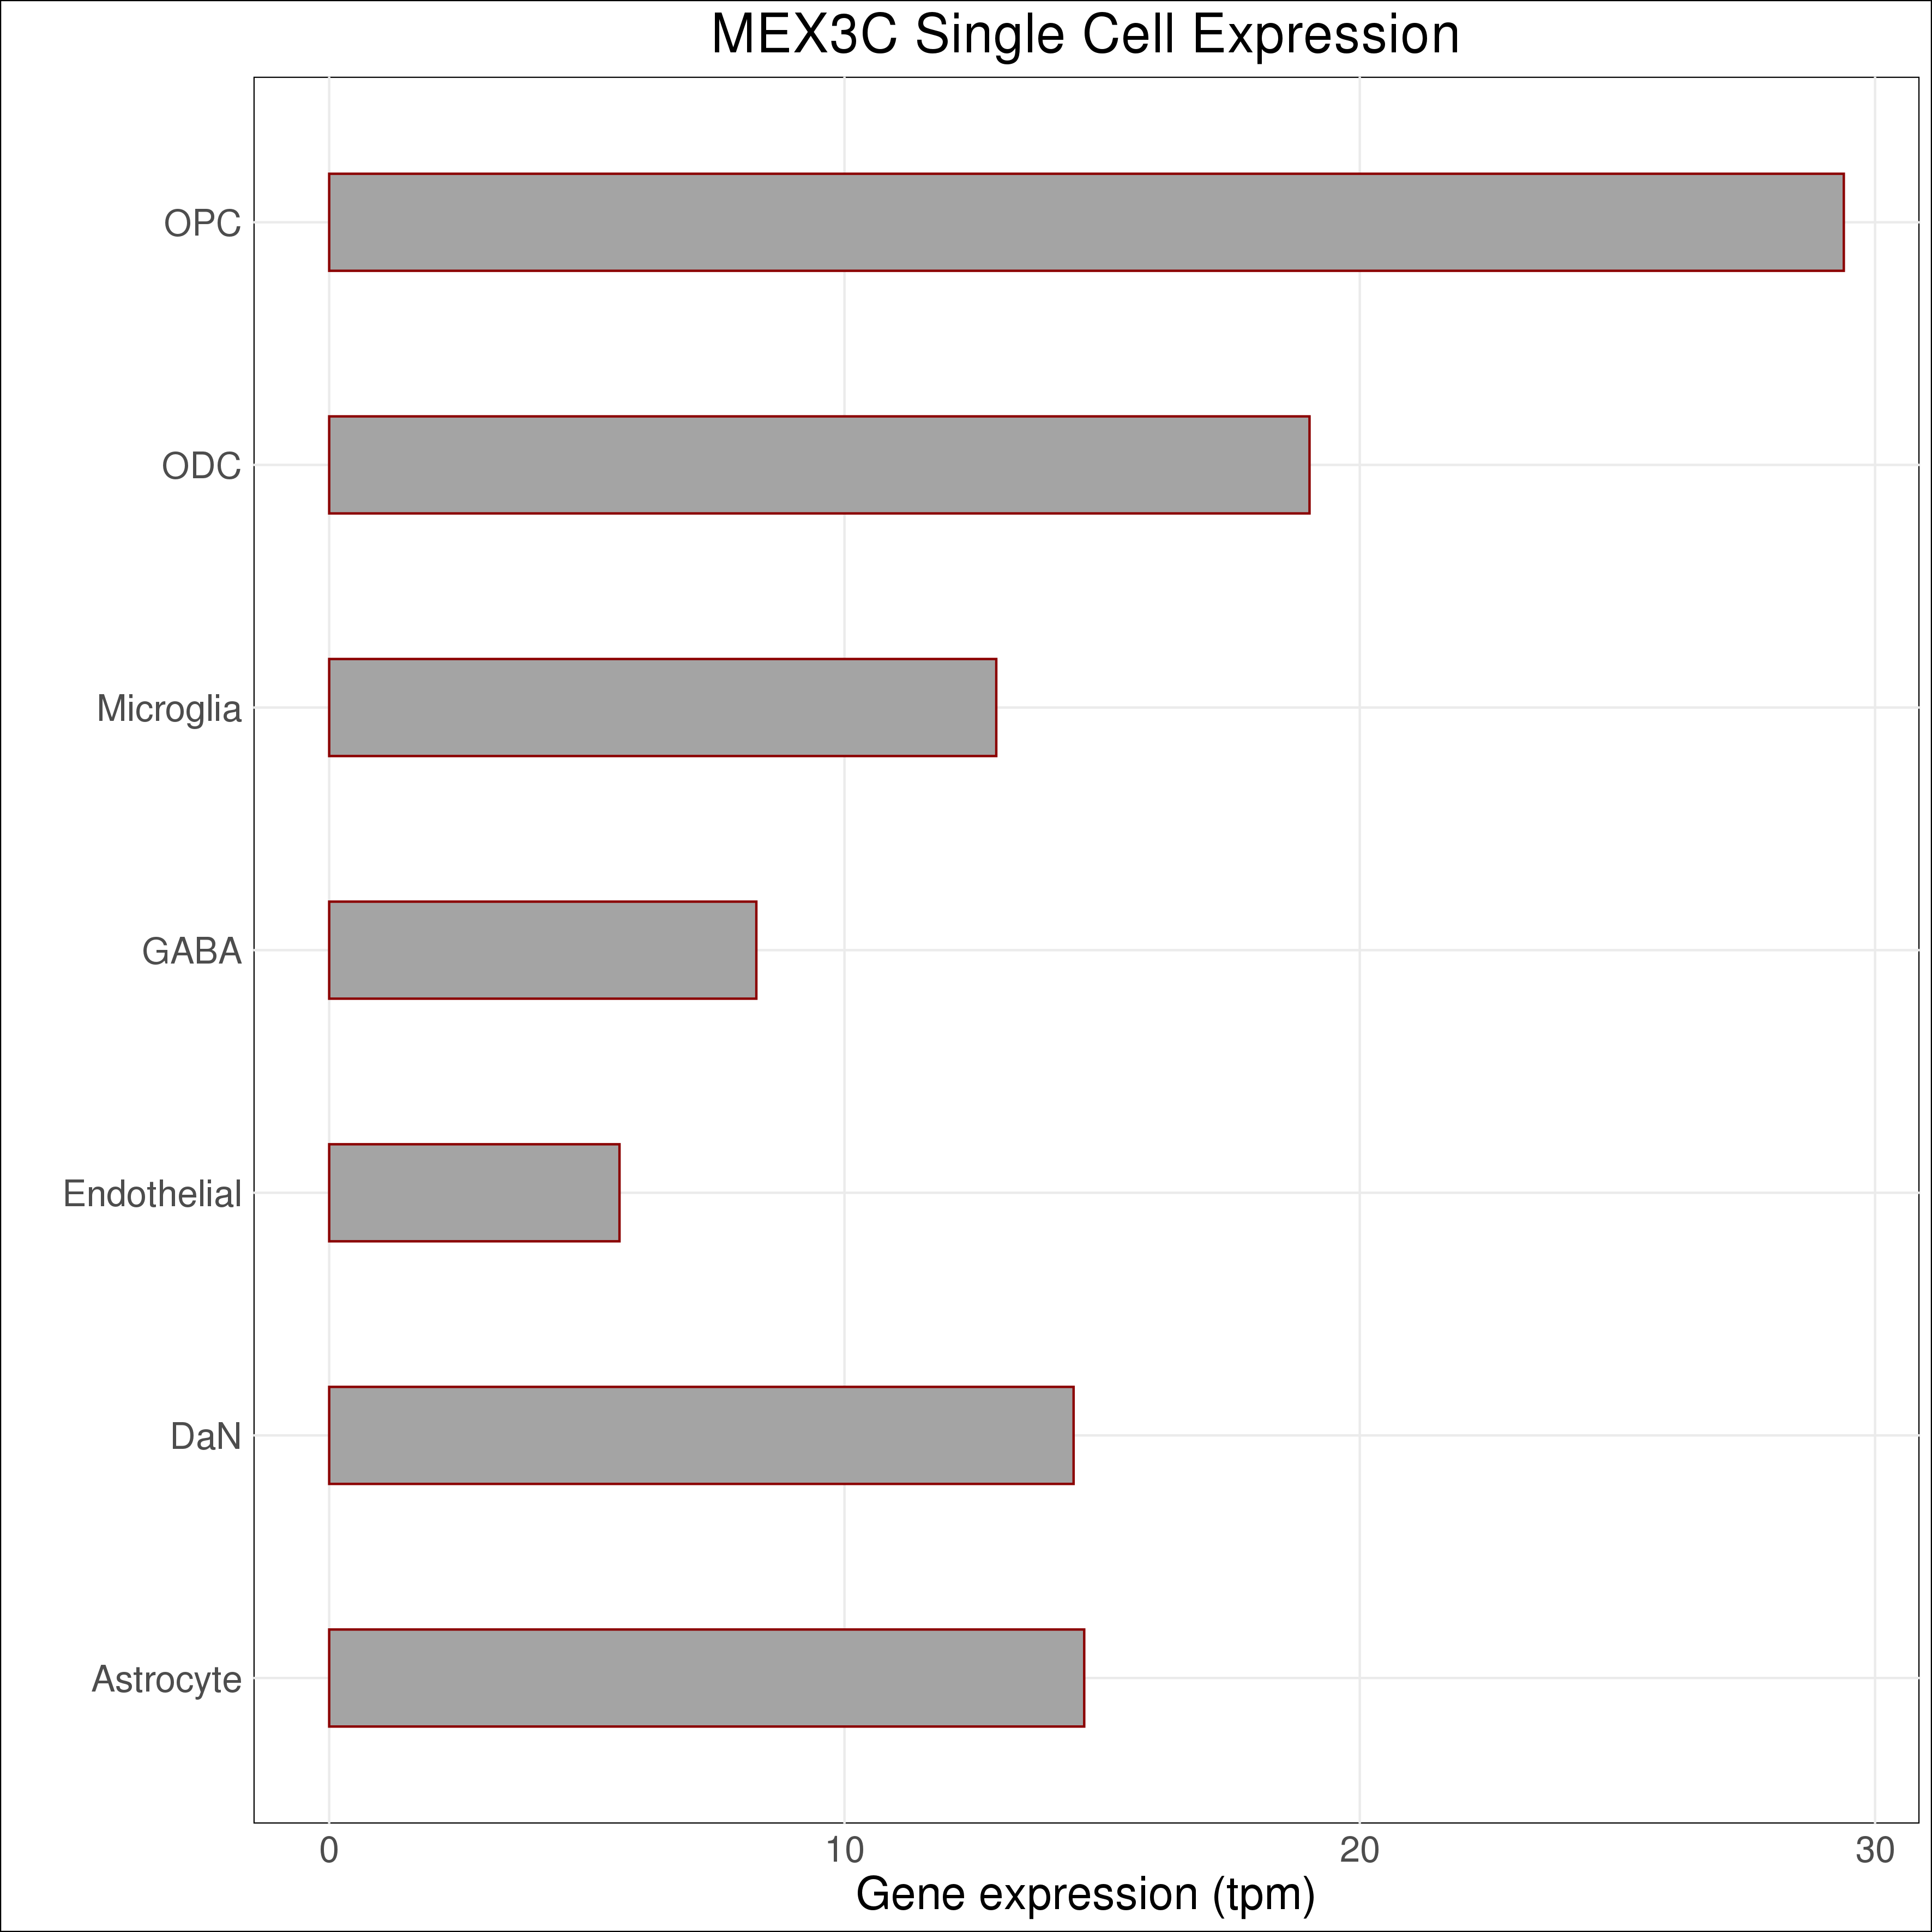 MEX3C Single Cell Expression
OPC
ODC
Microglia
GABA
Endothelial
DaN
Astrocyte
0 10 20 30
Gene expression (tpm)